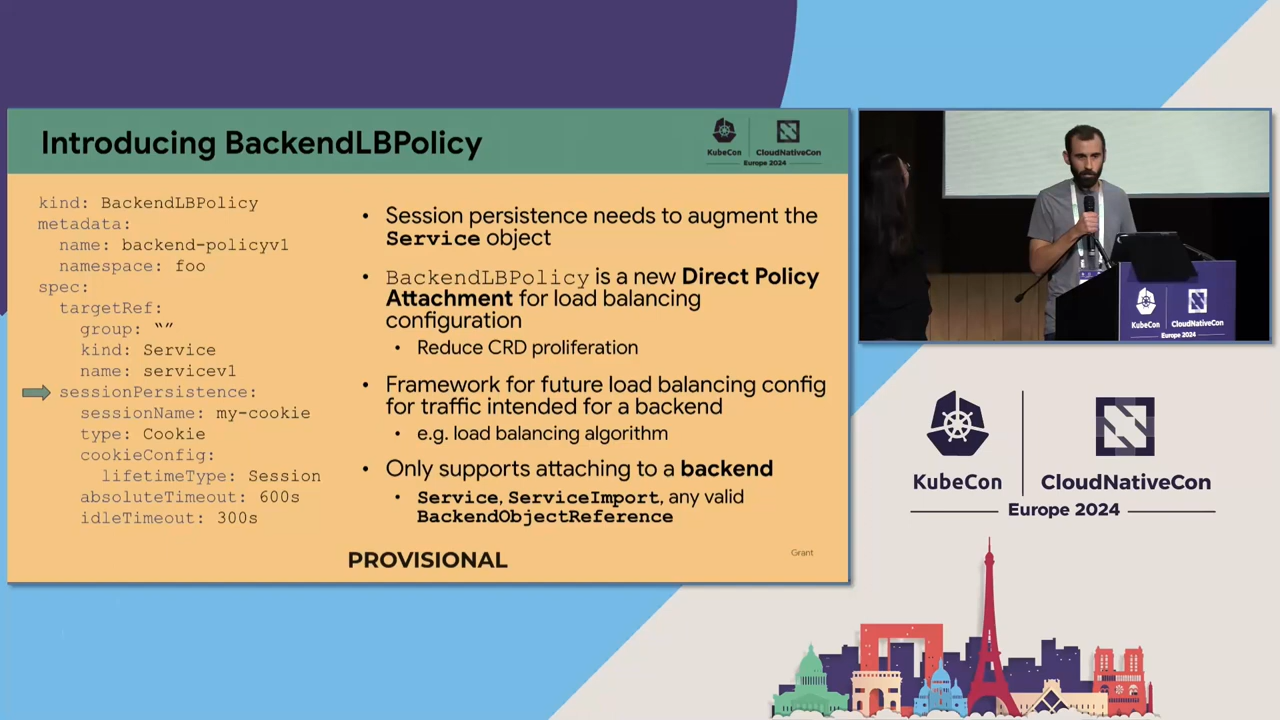 Introducing BackendLBPolicy
KubeCon
CloudNativeCon
Europe 2024
kind: BackendLBPolicy
metadata:
name: backend-policyv1
namespace: foo
spec:
targetRef:
group: “”
kind: Service
name: servicev1
sessionPersistence:
sessionName: my-cookie
type: Cookie
cookieConfig:
lifetimeType: Session
absoluteTimeout: 600s
idleTimeout: 300s
• Session persistence needs to augment the
Service object
• BackendLBPolicy is a new Direct Policy
Attachment for load balancing
configuration
• Reduce CRD proliferation
• Framework for future load balancing config
for traffic intended for a backend
• e.g. load balancing algorithm
• Only supports attaching to a backend
• Service, ServiceImport, any valid
BackendObjectReference
PROVISIONAL
Grant
KubeCon
CloudNativeCon
Europe 2024
KubeCon
CloudNativeCon
Europe 2024